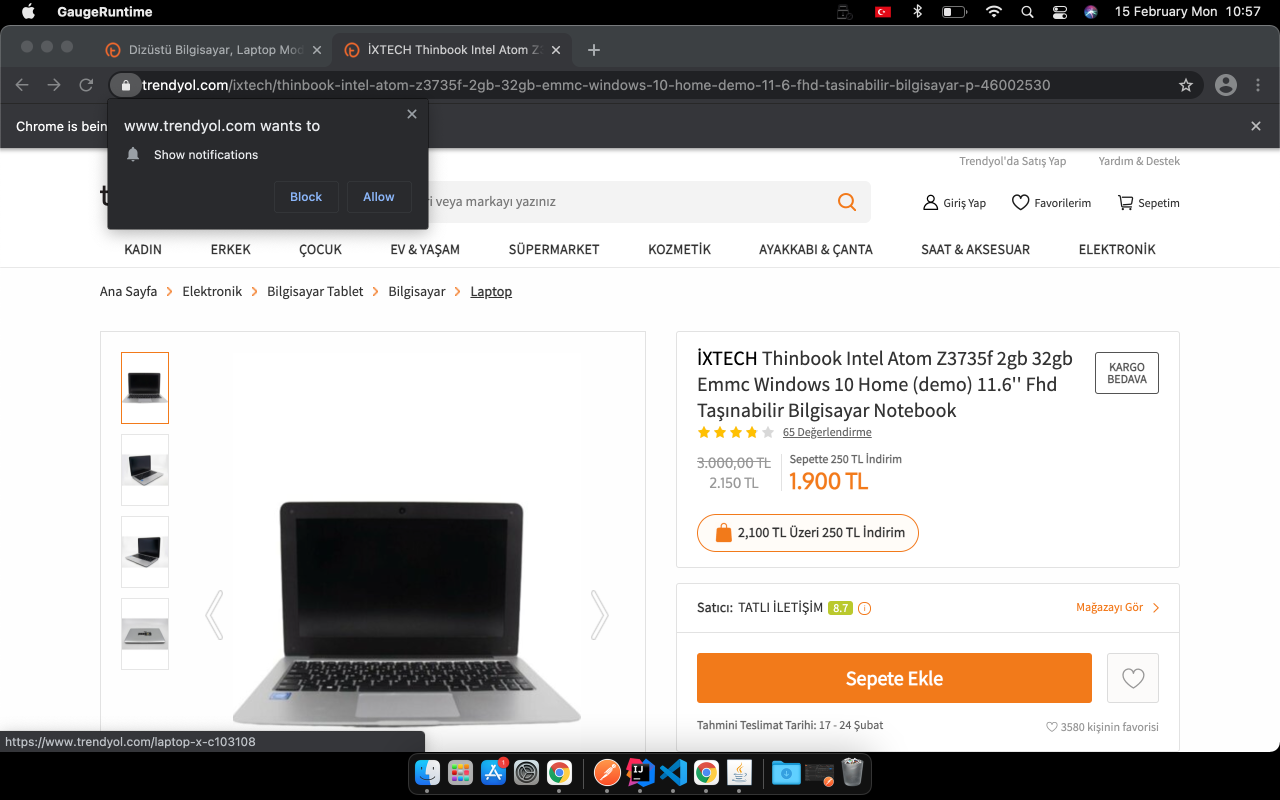 GaugeRuntime
15 February Mon 10:57
Dizüstü Bilgisayar, Laptop Mod
İXTECH Thinbook Intel Atom Z
trendyol.com/ixtech/thinbook-intel-atom-z3735f-2gb-32gb-emmc-windows-10-home-demo-11-6-fhd-tasinabilir-bilgisayar-p-46002530
Chrome is bein
www.trendyol.com wants to
Show notifications
Block
Allow
Trendyol'da Satış Yap
Yardım & Destek
t
i veya markayı yazınız
Giriş Yap
Favorilerim
Sepetim
KADIN
ERKEK
ÇOCUK
EV & YAŞAM
SÜPERMARKET
KOZMETİK
AYAKKABI & ÇANTA
SAAT & AKSESUAR
ELEKTRONİK
Ana Sayfa
Elektronik
Bilgisayar Tablet
Bilgisayar
Laptop
İXTECH Thinbook Intel Atom Z3735f 2gb 32gb
Emmc Windows 10 Home (demo) 11.6'' Fhd
Taşınabilir Bilgisayar Notebook
KARGO
BEDAVA
65 Değerlendirme
3.000,00 TL
2.150 TL
Sepette 250 TL İndirim
1.900 TL
2,100 TL Üzeri 250 TL İndirim
Satıcı: TATLI İLETİŞİM 8.7
Mağazayı Gör
Sepete Ekle
Tahmini Teslimat Tarihi: 17 - 24 Şubat
3580 kişinin favorisi
https://www.trendyol.com/laptop-x-c103108
1
IJ